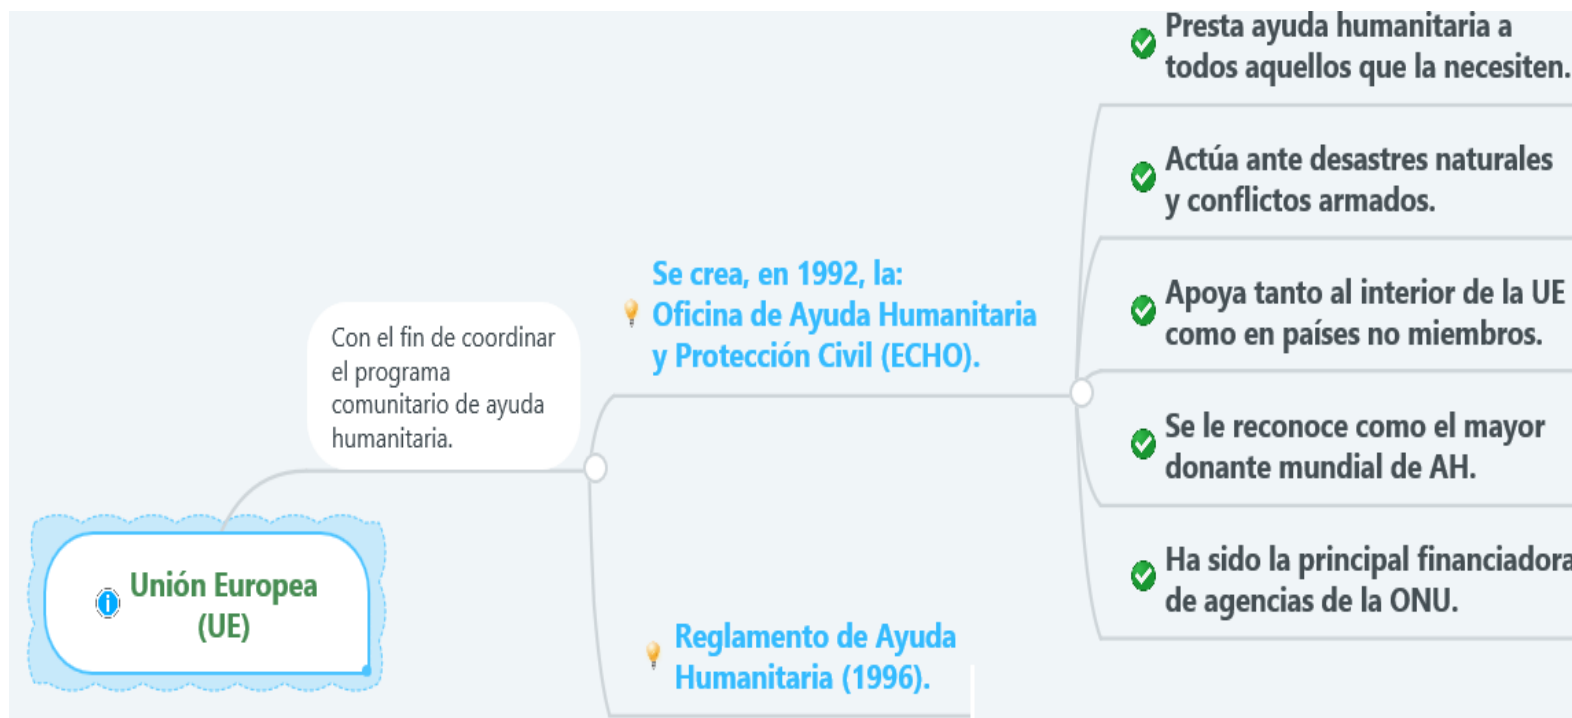 Unión Europea
(UE)
Con el fin de coordinar
el programa
comunitario de ayuda
humanitaria.
Se crea, en 1992, la:
Oficina de Ayuda Humanitaria
y Protección Civil (ECHO).
Presta ayuda humanitaria a
todos aquellos que la necesiten.
Actúa ante desastres naturales
y conflictos armados.
Apoya tanto al interior de la UE
como en países no miembros.
Se le reconoce como el mayor
donante mundial de AH.
Ha sido la principal financiadora
de agencias de la ONU.
Reglamento de Ayuda
Humanitaria (1996).